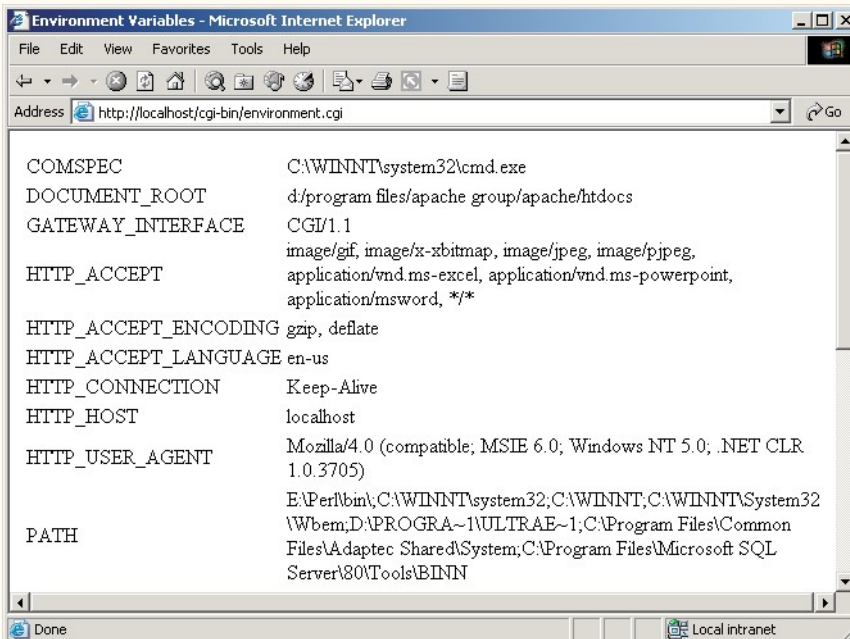 Environment Variables - Microsoft Internet Explorer
File Edit View Favorites Tools Help
Address http://localhost/cgi-bin/environment.cgi Go
COMSPEC C:\WINNT\system32\cmd.exe
DOCUMENT_ROOT d:/program files/apache group/apache/htdocs
GATEWAY_INTERFACE CGI/1.1
HTTP_ACCEPT image/gif, image/x-xbitmap, image/jpeg, image/pjpeg,
application/vnd.ms-excel, application/vnd.ms-powerpoint,
application/msword, */*
HTTP_ACCEPT_ENCODING gzip, deflate
HTTP_ACCEPT_LANGUAGE en-us
HTTP_CONNECTION Keep-Alive
HTTP_HOST localhost
HTTP_USER_AGENT Mozilla/4.0 (compatible; MSIE 6.0; Windows NT 5.0; .NET CLR
1.0.3705)
PATH E:\Perl\bin\;C:\WINNT\system32;C:\WINNT;C:\WINNT\System32
\Wbem;D:\PROGRA~1\ULTRAE~1;C:\Program Files\Common
Files\Adaptec Shared\System;C:\Program Files\Microsoft SQL
Server\80\Tools\BINN
Done Local intranet